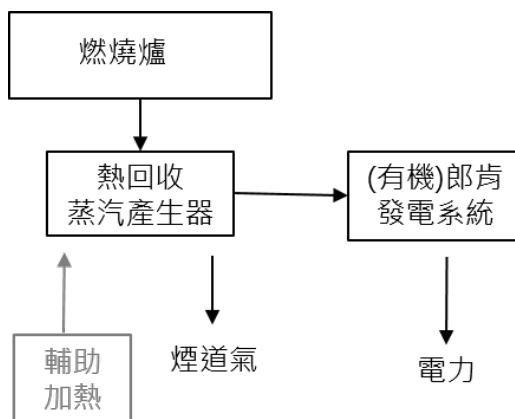 燃燒爐
熱回收
蒸汽產生器
(有機)郎肯
發電系統
輔助
加熱
煙道氣
電力